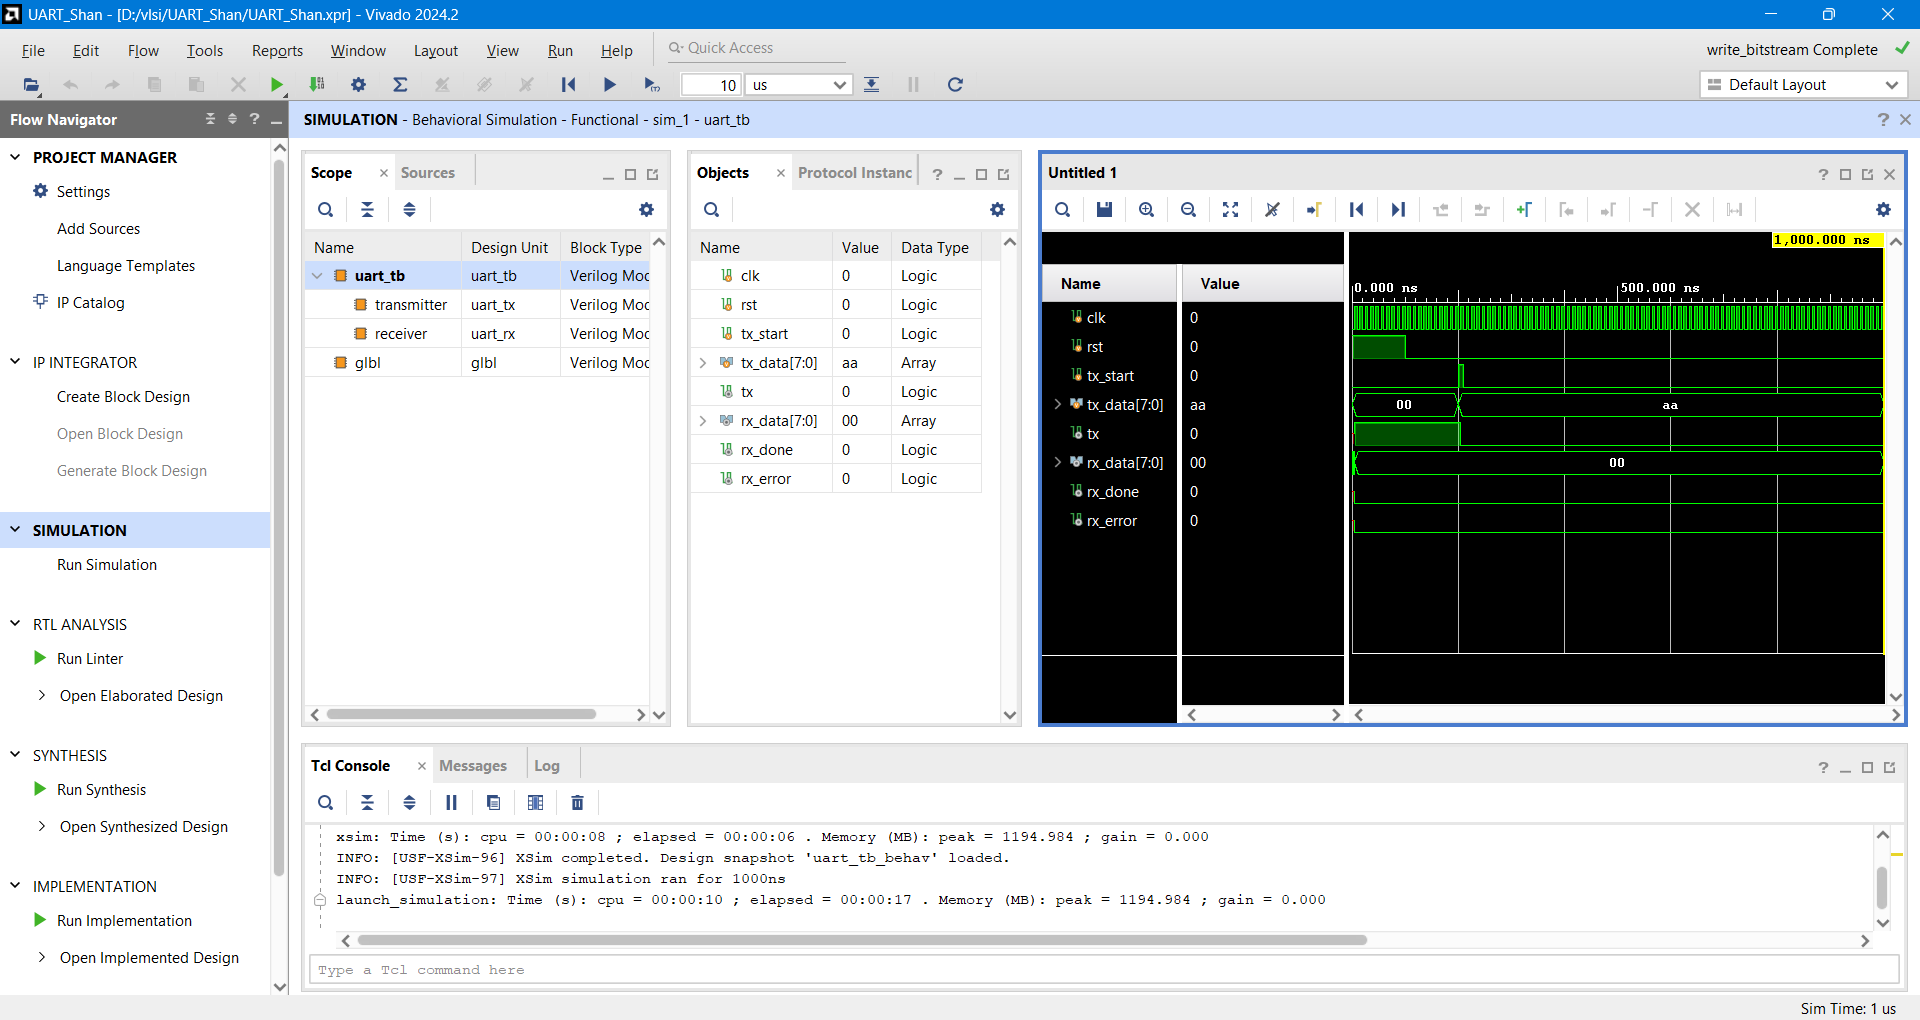 UART_Shan - [D:/vlsi/UART_Shan/UART_Shan.xpr] - Vivado 2024.2
File Edit Flow Tools Reports Window Layout View Run Help Quick Access
write_bitstream Complete
10 us
Default Layout
Flow Navigator
PROJECT MANAGER
Settings
Add Sources
Language Templates
IP Catalog
IP INTEGRATOR
Create Block Design
Open Block Design
Generate Block Design
SIMULATION
Run Simulation
RTL ANALYSIS
Run Linter
Open Elaborated Design
SYNTHESIS
Run Synthesis
Open Synthesized Design
IMPLEMENTATION
Run Implementation
Open Implemented Design
SIMULATION - Behavioral Simulation - Functional - sim_1 - uart_tb
Scope Sources
Name Design Unit Block Type
uart_tb uart_tb Verilog Moc
transmitter uart_tx Verilog Moc
receiver uart_rx Verilog Moc
glbl glbl Verilog Moc
Objects Protocol Instanc
Name Value Data Type
clk 0 Logic
rst 0 Logic
tx_start 0 Logic
tx_data[7:0] aa Array
tx 0 Logic
rx_data[7:0] 00 Array
rx_done 0 Logic
rx_error 0 Logic
Untitled 1
1,000.000 ns
Name Value
0.000 ns 500.000 ns
clk 0
rst 0
tx_start 0
tx_data[7:0] aa 00 aa
tx 0
rx_data[7:0] 00 00
rx_done 0
rx_error 0
Tcl Console Messages Log
xsim: Time (s): cpu = 00:00:08 ; elapsed = 00:00:06 . Memory (MB): peak = 1194.984 ; gain = 0.000
INFO: [USF-XSim-96] XSim completed. Design snapshot 'uart_tb_behav' loaded.
INFO: [USF-XSim-97] XSim simulation ran for 1000ns
launch_simulation: Time (s): cpu = 00:00:10 ; elapsed = 00:00:17 . Memory (MB): peak = 1194.984 ; gain = 0.000
Type a Tcl command here
Sim Time: 1 us